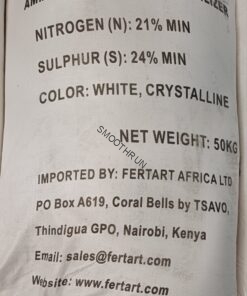 NITROGEN (N): 21% MIN
SULPHUR (S): 24% MIN
COLOR: WHITE, CRYSTALLINE
SMOOTHRUN
NET WEIGHT: 50KG
IMPORTED BY: FERTART AFRICA LTD
PO Box A619, Coral Bells by TSAVO,
Thindigua GPO, Nairobi, Kenya
Email: sales@fertart.com
Website: www.fertart.com